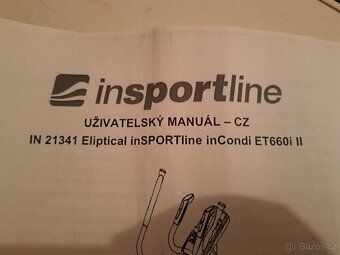 insportline
UŽIVATELSKÝ MANUÁL – CZ
IN 21341 Eliptical inSPORTline inCondi ET660i II
Bazos.cz